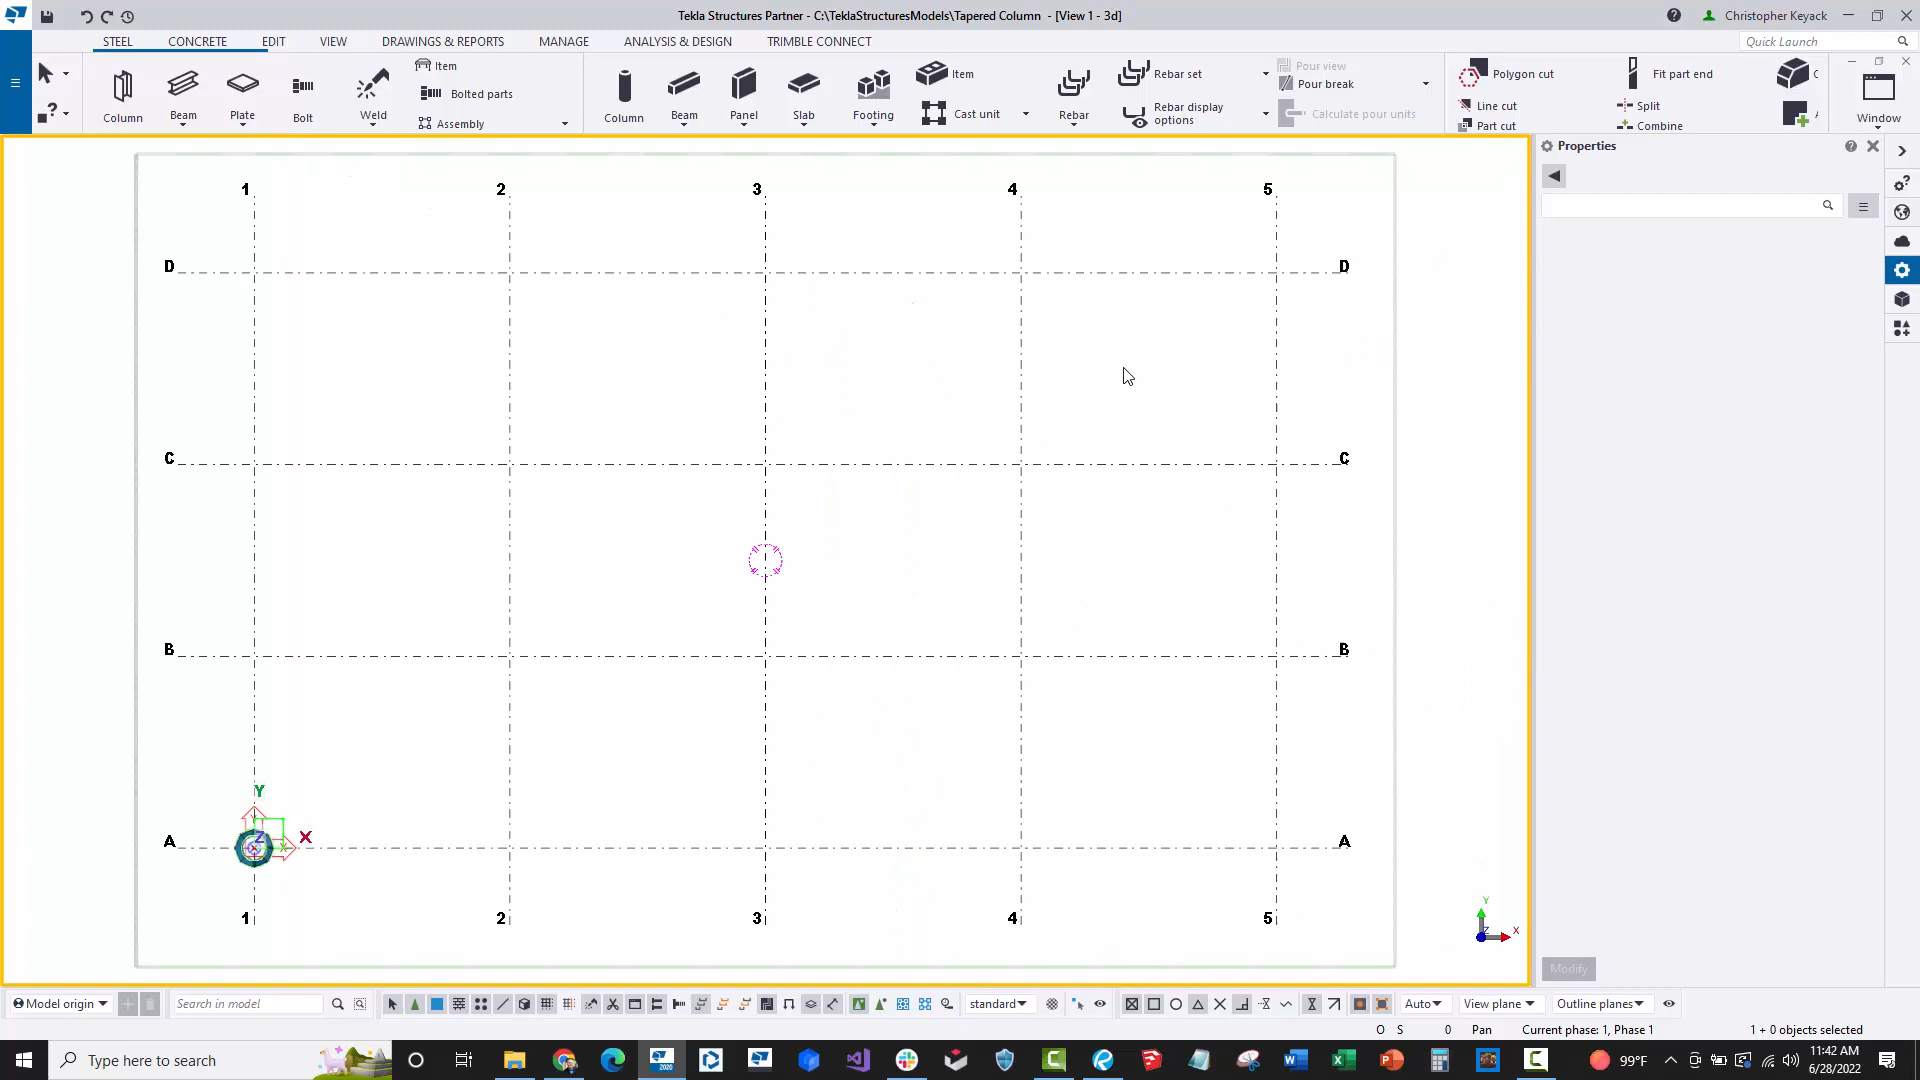 Tekla Structures Partner - C:\TeklaStructuresModels\Tapered Column - [View 1 - 3d]
Christopher Keyack
STEEL CONCRETE EDIT VIEW DRAWINGS & REPORTS MANAGE ANALYSIS & DESIGN TRIMBLE CONNECT
Quick Launch
Column Beam Plate Bolt Weld
Item
Bolted parts
Assembly
Column Beam Panel Slab Footing
Item
Cast unit
Rebar
Rebar set
Rebar display
options
Pour view
Pour break
Calculate pour units
Polygon cut
Line cut
Part cut
Fit part end
Split
Combine
Window
Properties
1 2 3 4 5
D D
C C
B B
Y
Z X
A A
1 2 3 4 5
Y
Z X
Modify
Model origin
Search in model
standard
Auto
View plane
Outline planes
O S 0 Pan Current phase: 1, Phase 1 1 + 0 objects selected
Type here to search
2020
99°F
11:42 AM
6/28/2022